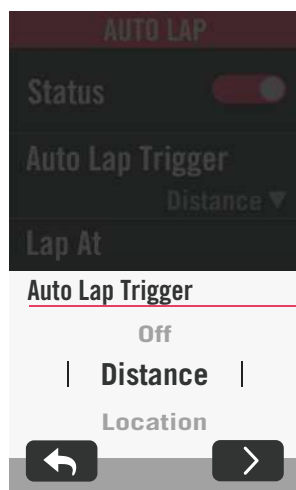 AUTO LAP
Status
Auto Lap Trigger
Distance ▼
Lap At
Auto Lap Trigger
Off
Distance
Location